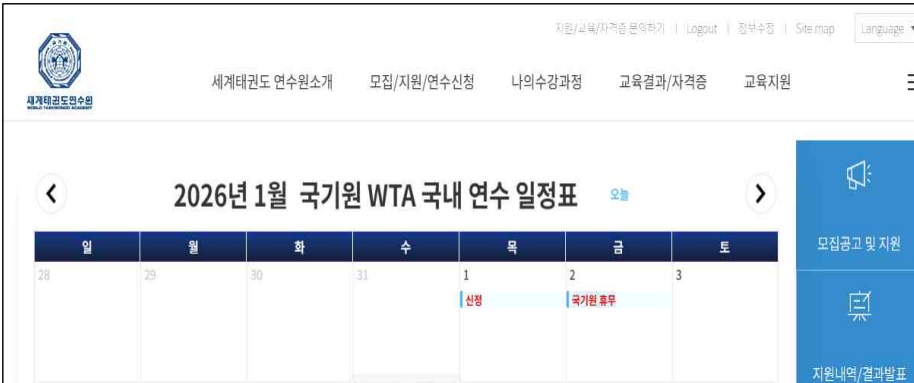 지원/교육/자격증 문의하기 | Logout | 정보수정 | Site map Language
세계태권도연수원
WORLD TAEKWONDO ACADEMY
세계태권도 연수원소개 모집/지원/연수신청 나의수강과정 교육결과/자격증 교육지원
2026년 1월 국기원 WTA 국내 연수 일정표 오늘
모집공고 및 지원
일 월 화 수 목 금 토
28 29 30 31 1 2 3
신정 국기원 휴무
지원내역/결과발표